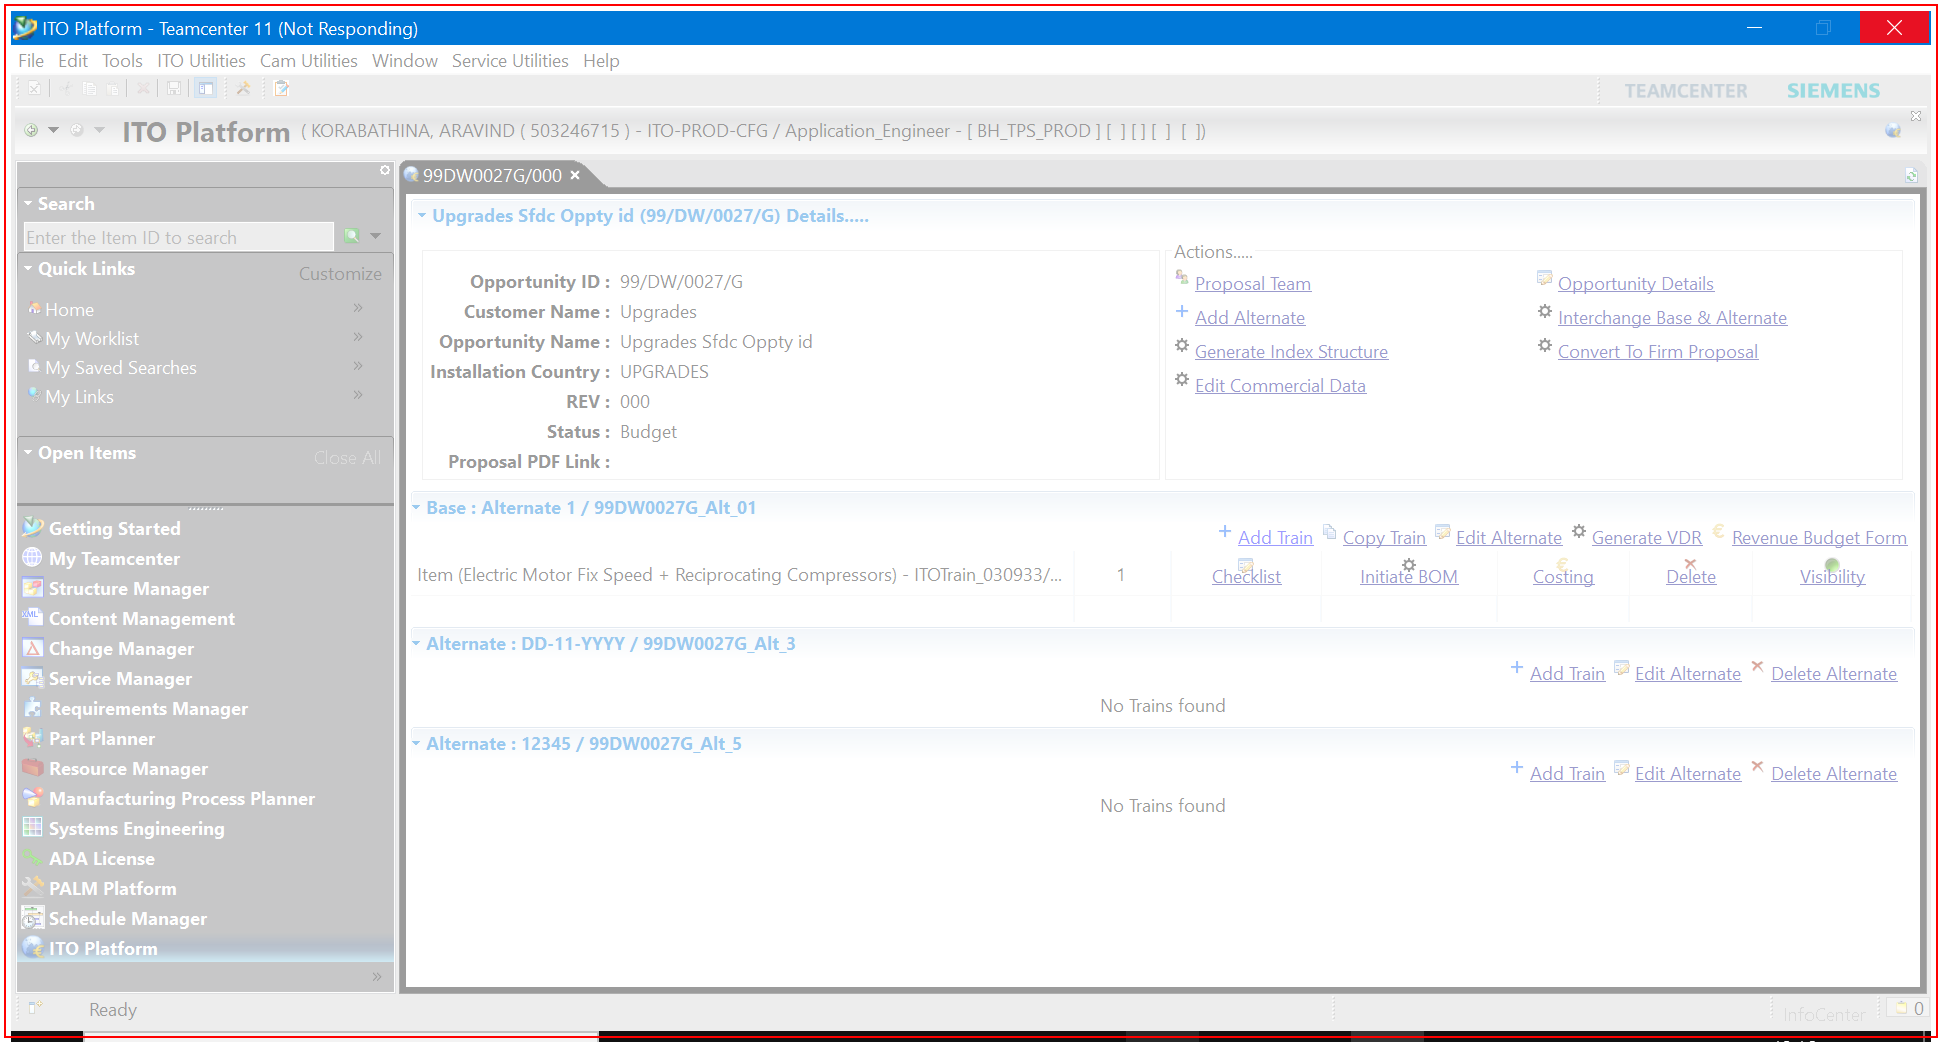 ITO Platform - Teamcenter 11 (Not Responding)
File Edit Tools ITO Utilities Cam Utilities Window Service Utilities Help
TEAMCENTER SIEMENS
ITO Platform ( KORABATHINA, ARAVIND ( 503246715 ) - ITO-PROD-CFG / Application_Engineer - [ BH_TPS_PROD ] [ ] [ ] [ ] [ ])
Search
Enter the Item ID to search
Quick Links Customize
Home »
My Worklist »
My Saved Searches »
My Links »
Open Items Close All
Getting Started
My Teamcenter
Structure Manager
Content Management
Change Manager
Service Manager
Requirements Manager
Part Planner
Resource Manager
Manufacturing Process Planner
Systems Engineering
ADA License
PALM Platform
Schedule Manager
ITO Platform
»
99DW0027G/000
Upgrades Sfdc Oppty id (99/DW/0027/G) Details.....
Opportunity ID : 99/DW/0027/G
Customer Name : Upgrades
Opportunity Name : Upgrades Sfdc Oppty id
Installation Country : UPGRADES
REV : 000
Status : Budget
Proposal PDF Link :
Actions.....
Proposal Team Opportunity Details
Add Alternate Interchange Base & Alternate
Generate Index Structure Convert To Firm Proposal
Edit Commercial Data
Base : Alternate 1 / 99DW0027G_Alt_01
Add Train Copy Train Edit Alternate Generate VDR Revenue Budget Form
Item (Electric Motor Fix Speed + Reciprocating Compressors) - ITOTrain_030933/... 1 Checklist Initiate BOM Costing Delete Visibility
Alternate : DD-11-YYYY / 99DW0027G_Alt_3
Add Train Edit Alternate Delete Alternate
No Trains found
Alternate : 12345 / 99DW0027G_Alt_5
Add Train Edit Alternate Delete Alternate
No Trains found
Ready InfoCenter 0